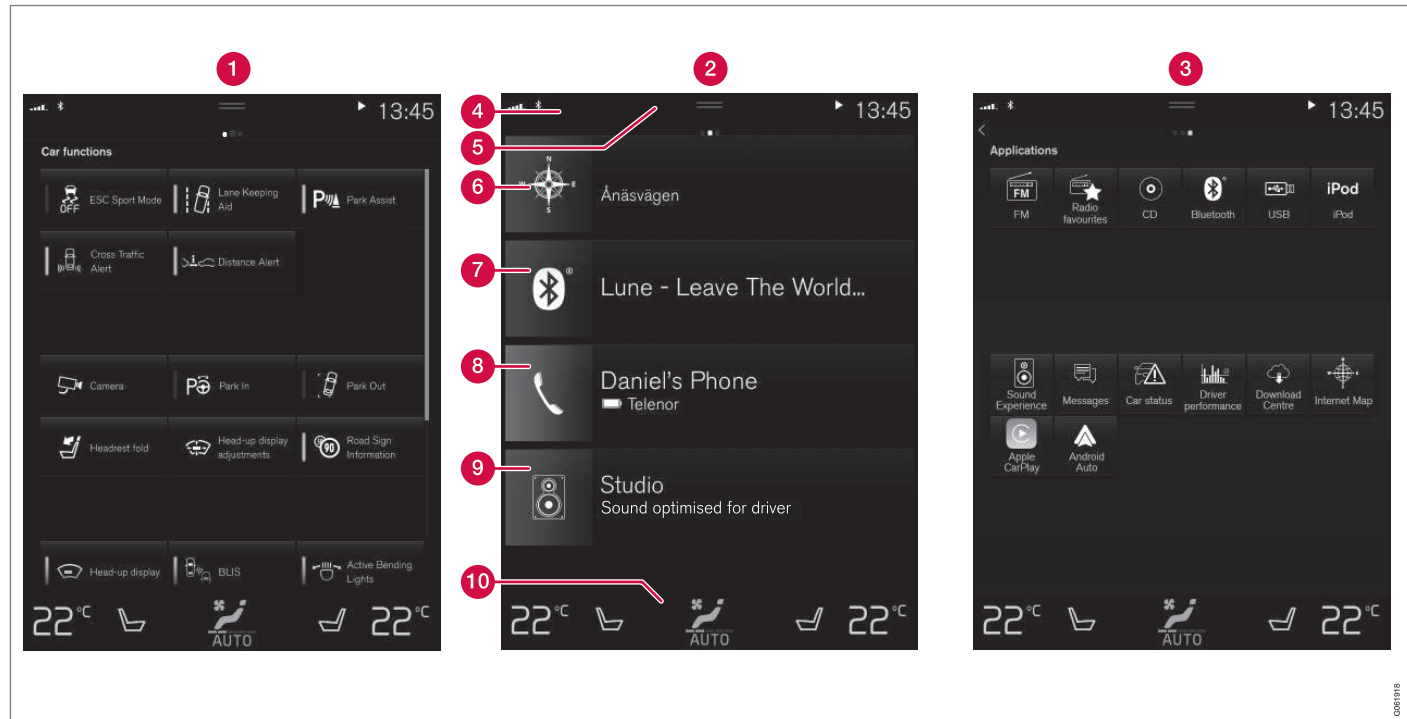 1
2
3
13:45
Car functions
OFF
ESC Sport Mode
Lane Keeping
Aid
P
Park Assist
Cross Traffic
Alert
Distance Alert
Camera
P
Park In
Park Out
Headrest fold
Head-up display
adjustments
90
Road Sign
Information
Head-up display
BLIS
Active Bending
Lights
22°C
AUTO
22°C
4
5
6
7
8
9
10
13:45
N
W
E
S
Ånäsvägen
®
Lune - Leave The World...
Daniel's Phone
Telenor
Studio
Sound optimised for driver
22°C
AUTO
22°C
13:45
Applications
FM
FM
Radio
favourites
CD
Bluetooth
USB
iPod
iPod
Sound
Experience
Messages
Car status
Driver
performance
Download
Centre
Internet Map
Apple
CarPlay
Android
Auto
22°C
AUTO
22°C
G061918